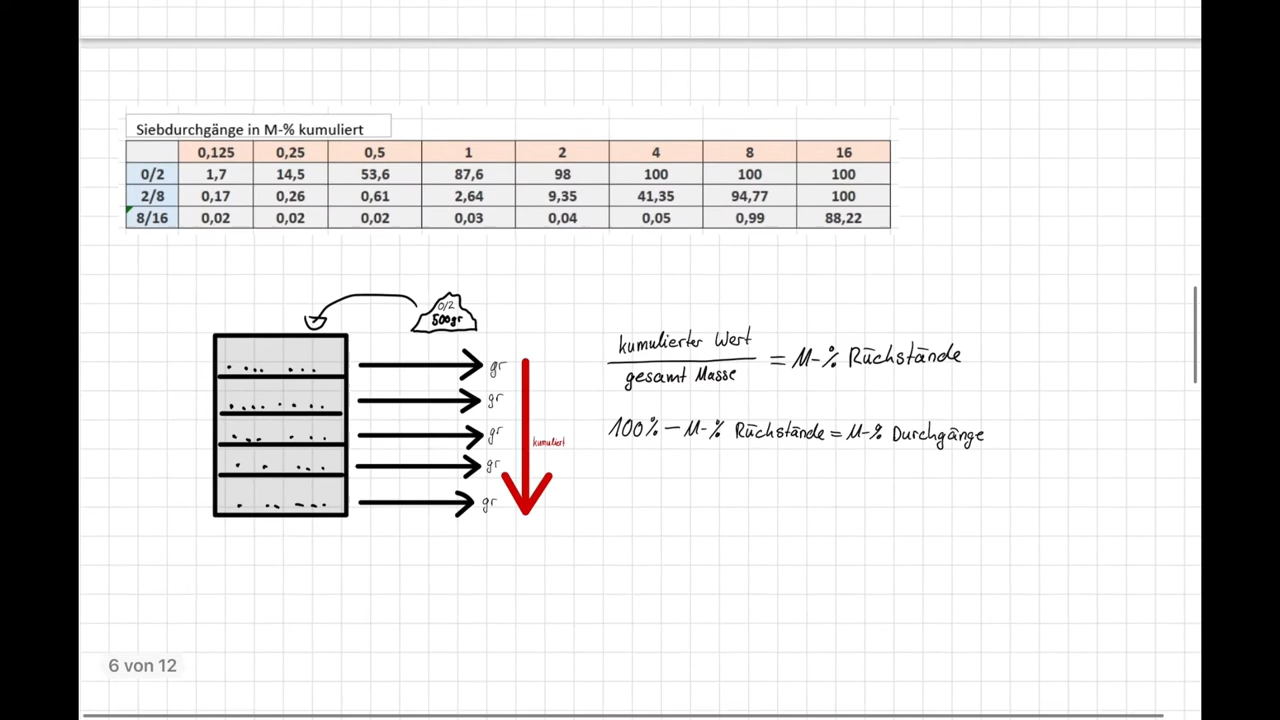 Siebdurchgänge in M-% kumuliert
0,125 0,25 0,5 1 2 4 8 16
0/2 1,7 14,5 53,6 87,6 98 100 100 100
2/8 0,17 0,26 0,61 2,64 9,35 41,35 94,77 100
8/16 0,02 0,02 0,02 0,03 0,04 0,05 0,99 88,22
0/2
500gr
gr
gr
gr
gr
gr
kumuliert
kumulierter Wert
gesamt Masse
= M-% Rückstände
100% – M-% Rückstände = M-% Durchgänge
6 von 12